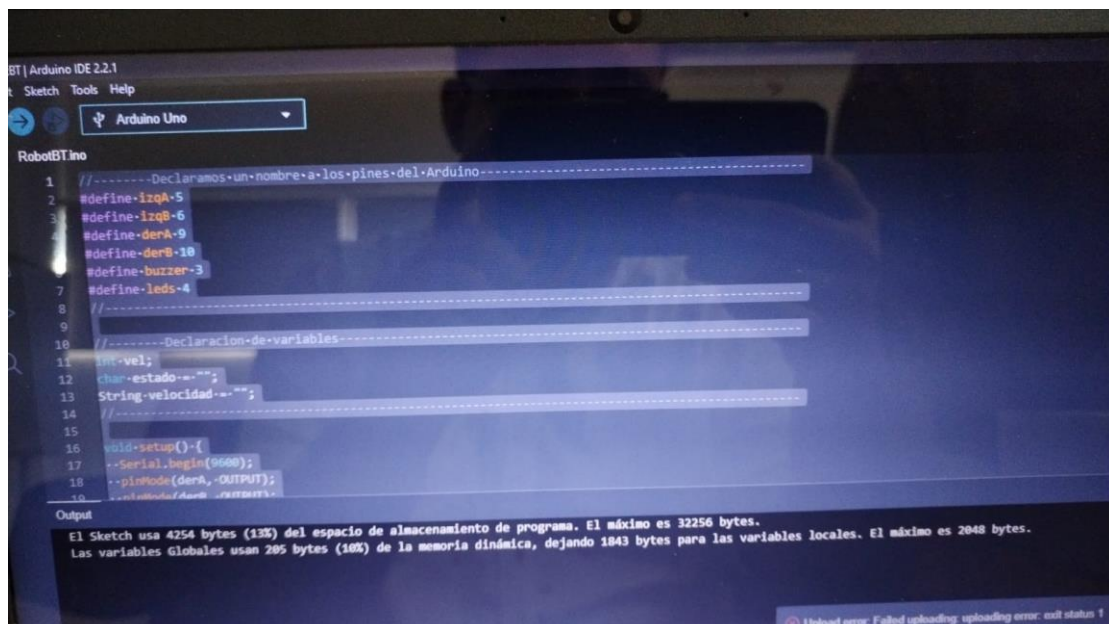 BT | Arduino IDE 2.2.1
t Sketch Tools Help
Arduino Uno
RobotBT.ino
1 //--------Declaramos·un·nombre·a·los·pines·del·Arduino--------------------------------------------
2 #define·izqA·5
3 #define·izqB·6
4 #define·derA·9
#define·derB·10
6 #define·buzzer·3
7 #define·leds·4
8 //--------------------------------------------------------------------------------------------
9
10 //--------Declaracion·de·variables------------------------------------------------------------
11 int·vel;
12 char·estado·=·"";
13 String·velocidad·=·"";
14 //--------------------------------------------------------------------------------------------
15
16 void·setup()·{
17 ··Serial.begin(9600);
18 ··pinMode(derA,·OUTPUT);
19 ··pinMode(derB,·OUTPUT);
Output
El Sketch usa 4254 bytes (13%) del espacio de almacenamiento de programa. El máximo es 32256 bytes.
Las variables Globales usan 205 bytes (10%) de la memoria dinámica, dejando 1843 bytes para las variables locales. El máximo es 2048 bytes.
Upload error: Failed uploading: uploading error: exit status 1